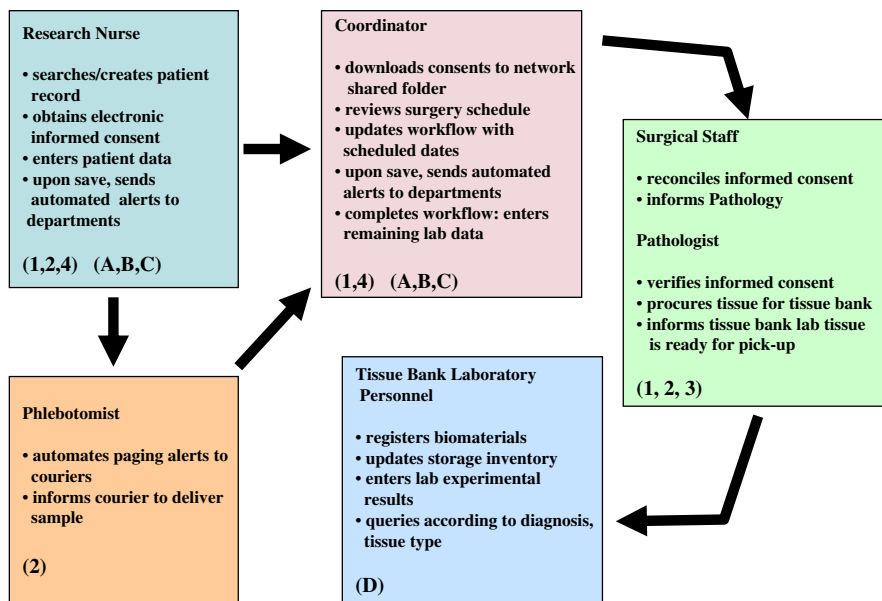 Research Nurse
• searches/creates patient
record
• obtains electronic
informed consent
• enters patient data
• upon save, sends
automated alerts to
departments
(1,2,4) (A,B,C)
Coordinator
• downloads consents to network
shared folder
• reviews surgery schedule
• updates workflow with
scheduled dates
• upon save, sends automated
alerts to departments
• completes workflow: enters
remaining lab data
(1,4) (A,B,C)
Surgical Staff
• reconciles informed consent
• informs Pathology
Pathologist
• verifies informed consent
• procures tissue for tissue bank
• informs tissue bank lab tissue
is ready for pick-up
(1, 2, 3)
Phlebotomist
• automates paging alerts to
couriers
• informs courier to deliver
sample
(2)
Tissue Bank Laboratory
Personnel
• registers biomaterials
• updates storage inventory
• enters lab experimental
results
• queries according to diagnosis,
tissue type
(D)